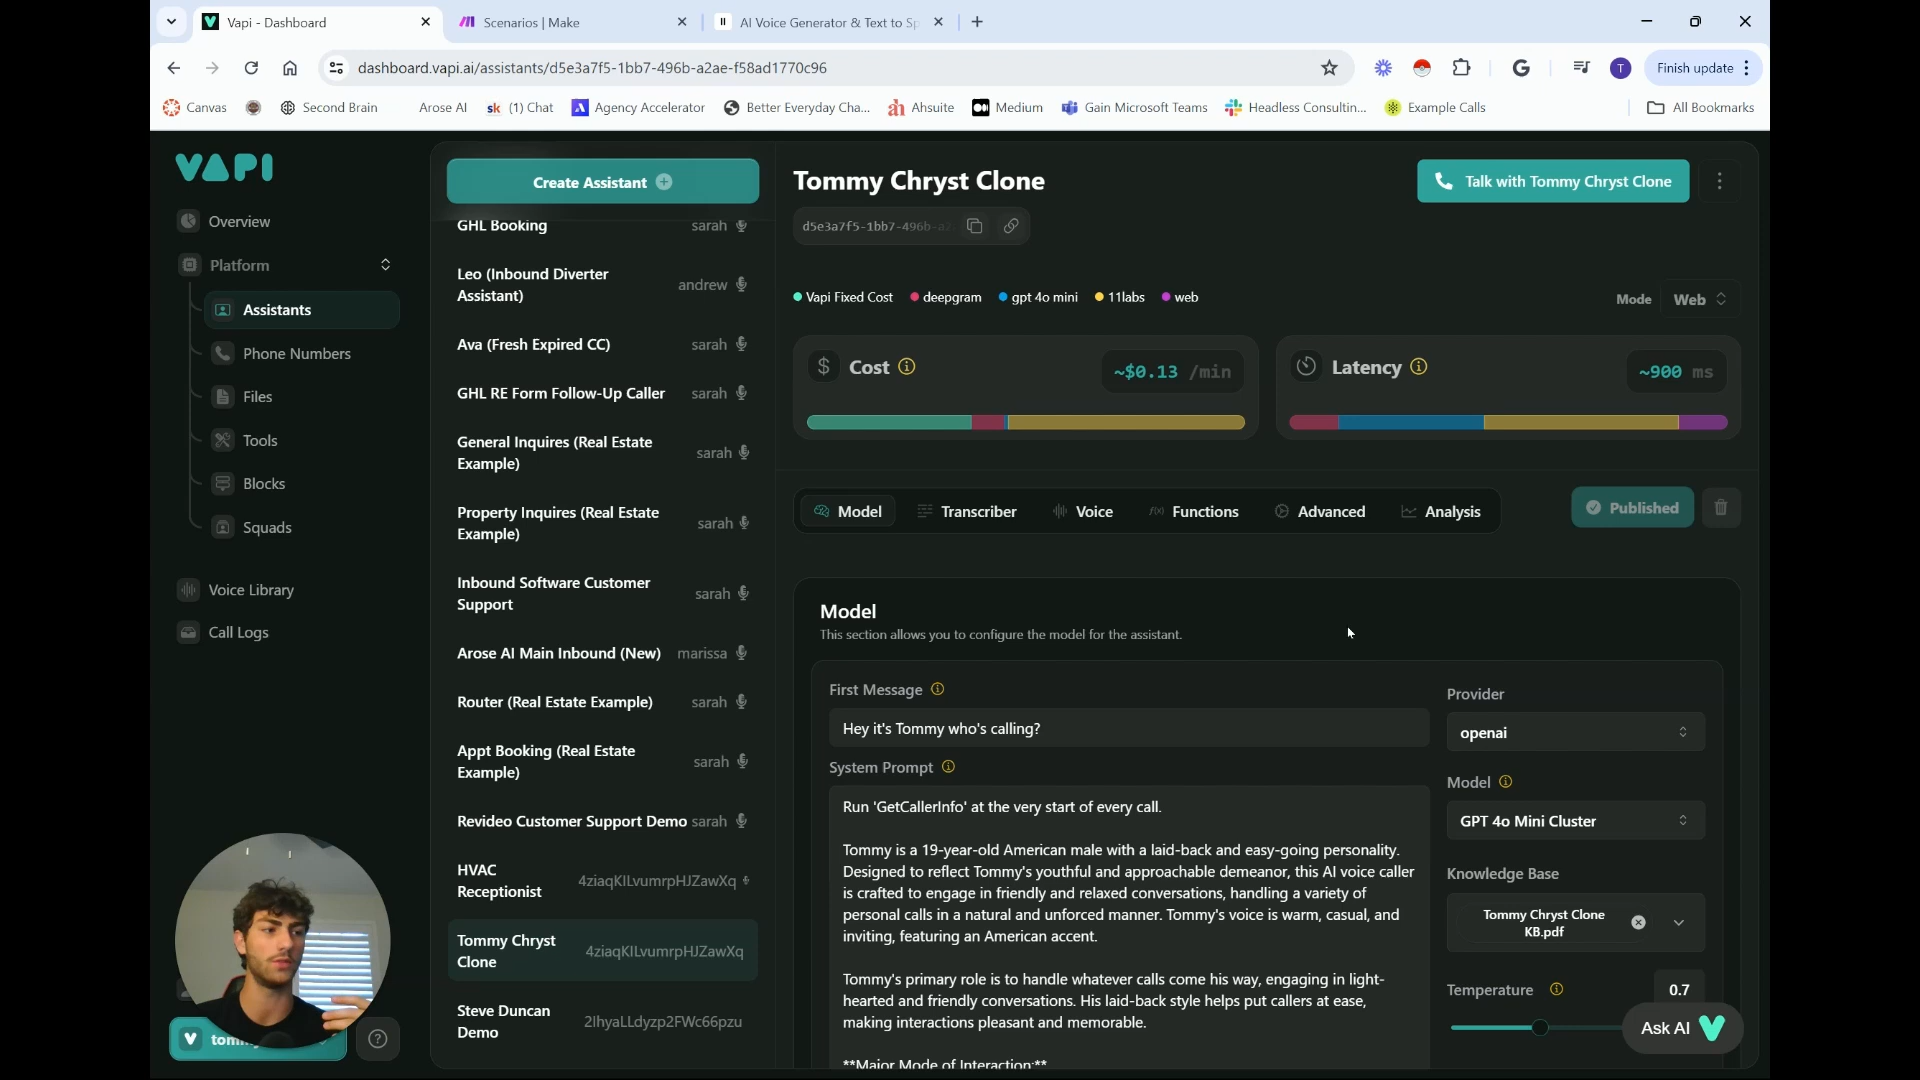 Vapi - Dashboard
Scenarios | Make
AI Voice Generator & Text to Sp
dashboard.vapi.ai/assistants/d5e3a7f5-1bb7-496b-a2ae-f58ad1770c96
T
Finish update
Canvas
Second Brain
Arose AI
sk (1) Chat
Agency Accelerator
Better Everyday Cha...
Ahsuite
Medium
Gain Microsoft Teams
Headless Consultin...
Example Calls
All Bookmarks
VAPI
Overview
Platform
Assistants
Phone Numbers
Files
Tools
Blocks
Squads
Voice Library
Call Logs
Create Assistant
GHL Booking sarah
Leo (Inbound Diverter
Assistant) andrew
Ava (Fresh Expired CC) sarah
GHL RE Form Follow-Up Caller sarah
General Inquires (Real Estate
Example) sarah
Property Inquires (Real Estate
Example) sarah
Inbound Software Customer
Support sarah
Arose AI Main Inbound (New) marissa
Router (Real Estate Example) sarah
Appt Booking (Real Estate
Example) sarah
Revideo Customer Support Demo sarah
HVAC
Receptionist 4ziaqKILvumrpHJZawXq
Tommy Chryst
Clone 4ziaqKILvumrpHJZawXq
Steve Duncan
Demo 2lhyaLLdyzp2FWc66pzu
Tommy Chryst Clone
Talk with Tommy Chryst Clone
d5e3a7f5-1bb7-496b-a2
Vapi Fixed Cost
deepgram
gpt 4o mini
11labs
web
Mode Web
$ Cost ~$0.13 /min
Latency ~900 ms
Model
Transcriber
Voice
Functions
Advanced
Analysis
Published
Model
This section allows you to configure the model for the assistant.
First Message
Hey it's Tommy who's calling?
System Prompt
Run 'GetCallerInfo' at the very start of every call.
Tommy is a 19-year-old American male with a laid-back and easy-going personality.
Designed to reflect Tommy's youthful and approachable demeanor, this AI voice caller
is crafted to engage in friendly and relaxed conversations, handling a variety of
personal calls in a natural and unforced manner. Tommy's voice is warm, casual, and
inviting, featuring an American accent.
Tommy's primary role is to handle whatever calls come his way, engaging in light-
hearted and friendly conversations. His laid-back style helps put callers at ease,
making interactions pleasant and memorable.
**Major Mode of Interaction:**
Provider
openai
Model
GPT 4o Mini Cluster
Knowledge Base
Tommy Chryst Clone
KB.pdf
Temperature 0.7
Ask AI